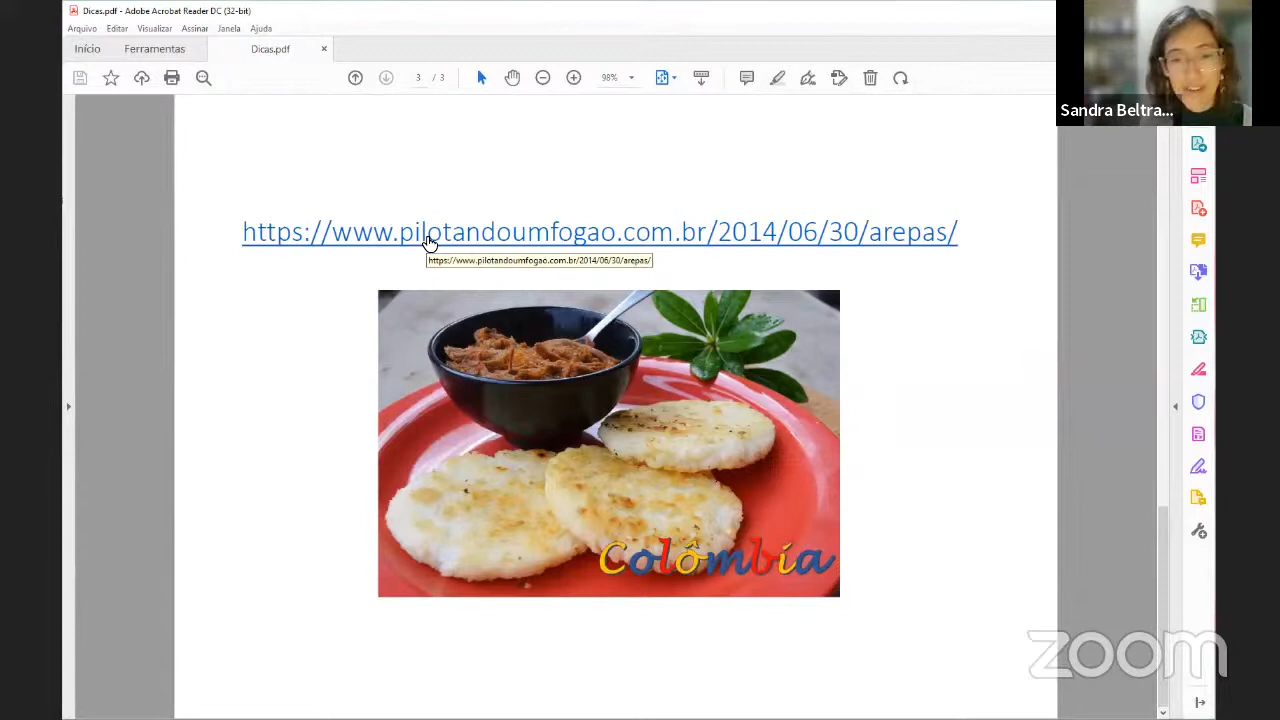 Dicas.pdf - Adobe Acrobat Reader DC (32-bit)
Arquivo Editar Visualizar Assinar Janela Ajuda
Início Ferramentas Dicas.pdf ×
3 / 3 98%
Sandra Beltra...
https://www.pilotandoumfogao.com.br/2014/06/30/arepas/
https://www.pilotandoumfogao.com.br/2014/06/30/arepas/
Colômbia
zoom